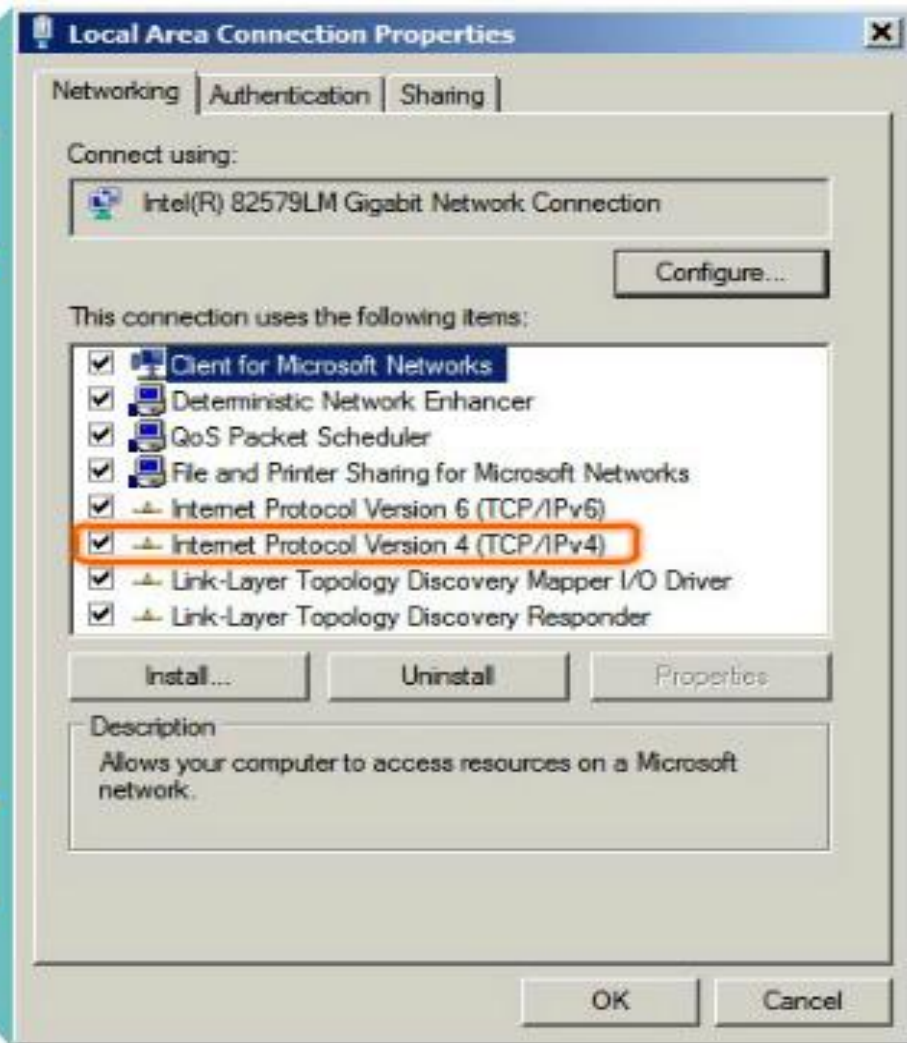 Local Area Connection Properties
Networking
Authentication
Sharing
Connect using:
Intel(R) 82579LM Gigabit Network Connection
Configure...
This connection uses the following items:
Client for Microsoft Networks
Deterministic Network Enhancer
QoS Packet Scheduler
File and Printer Sharing for Microsoft Networks
Internet Protocol Version 6 (TCP/IPv6)
Internet Protocol Version 4 (TCP/IPv4)
Link-Layer Topology Discovery Mapper I/O Driver
Link-Layer Topology Discovery Responder
Install...
Uninstall
Properties
Description
Allows your computer to access resources on a Microsoft
network.
OK
Cancel